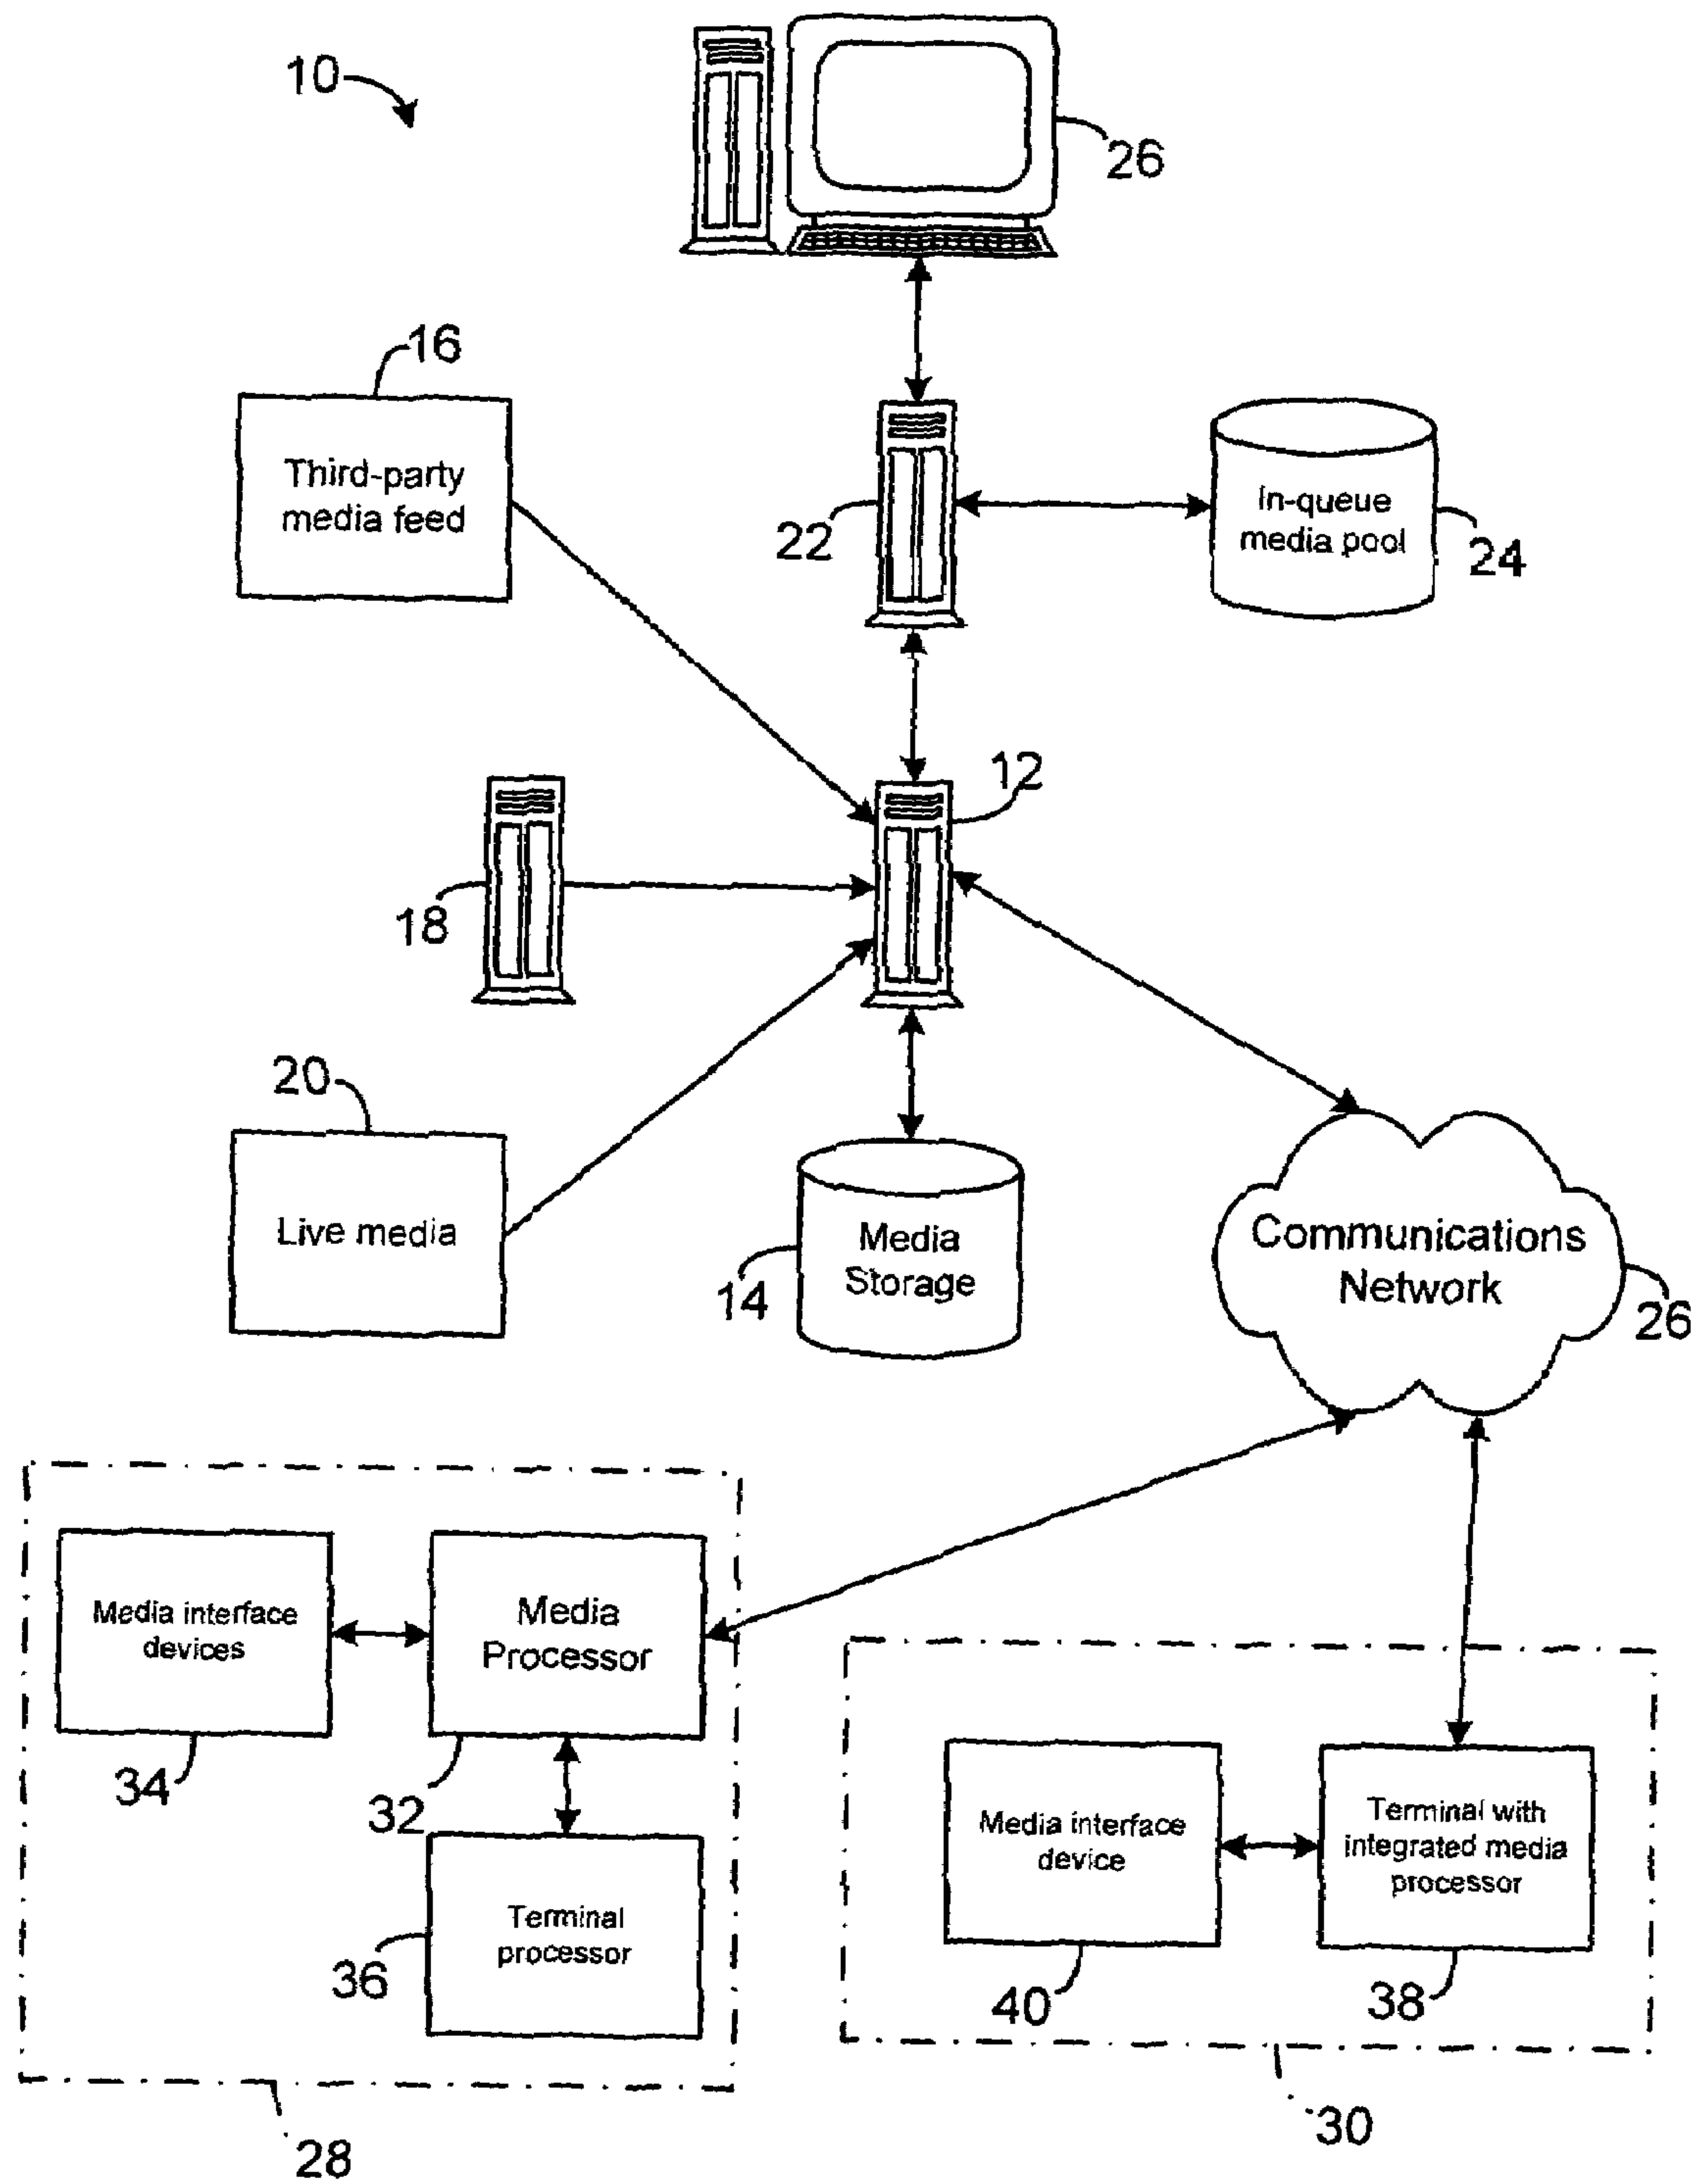 10
26
16
Third-party
media feed
22
In-queue
media pool
24
12
18
20
Live media
14
Media
Storage
Communications
Network
26
Media interface
devices
34
Media
Processor
32
Terminal
processor
36
28
Media interface
device
40
Terminal with
integrated media
processor
38
30